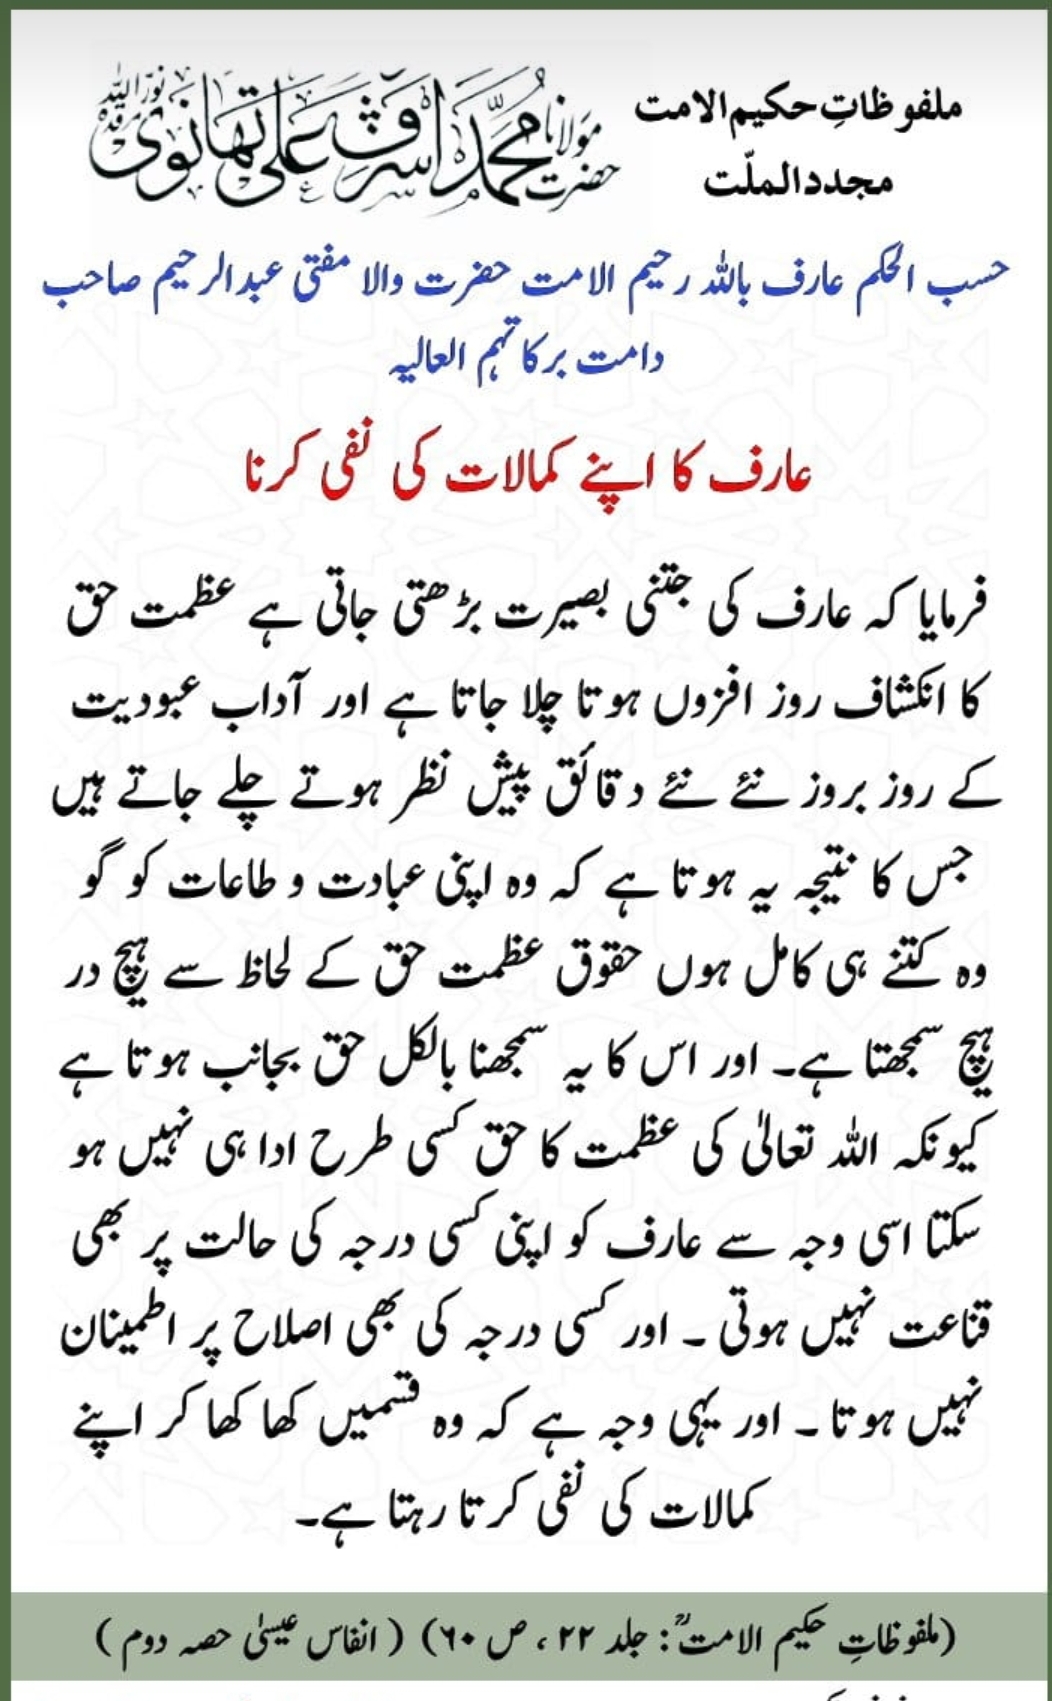 ملفوظاتِ حکیم الامت
مجدد الملّت
حضرت مولانا محمّد اشرف علی تھانوی نوّر اللہ مرقدہ
حسب الحکم عارف باللہ رحیم الامت حضرت والا مفتی عبدالرحیم صاحب
دامت برکاتہم العالیہ
عارف کا اپنے کمالات کی نفی کرنا
فرمایا کہ عارف کی جتنی بصیرت بڑھتی جاتی ہے عظمت حق
کا انکشاف روز افزوں ہوتا چلا جاتا ہے اور آداب عبودیت
کے روز بروز نئے نئے دقائق پیش نظر ہوتے چلے جاتے ہیں
جس کا نتیجہ یہ ہوتا ہے کہ وہ اپنی عبادت و طاعات کو گو
وہ کتنے ہی کامل ہوں حقوق عظمت حق کے لحاظ سے ہیچ در
ہیچ سمجھتا ہے۔ اور اس کا یہ سمجھنا بالکل حق بجانب ہوتا ہے
کیونکہ اللہ تعالیٰ کی عظمت کا حق کسی طرح ادا ہی نہیں ہو
سکتا اسی وجہ سے عارف کو اپنی کسی درجہ کی حالت پر بھی
قناعت نہیں ہوتی ۔ اور کسی درجہ کی بھی اصلاح پر اطمینان
نہیں ہوتا ۔ اور یہی وجہ ہے کہ وہ قسمیں کھا کھا کر اپنے
کمالات کی نفی کرتا رہتا ہے۔
(ملفوظاتِ حکیم الامتؒ: جلد ۲۲، ص ۶۰) (انفاس عیسیٰ حصہ دوم)